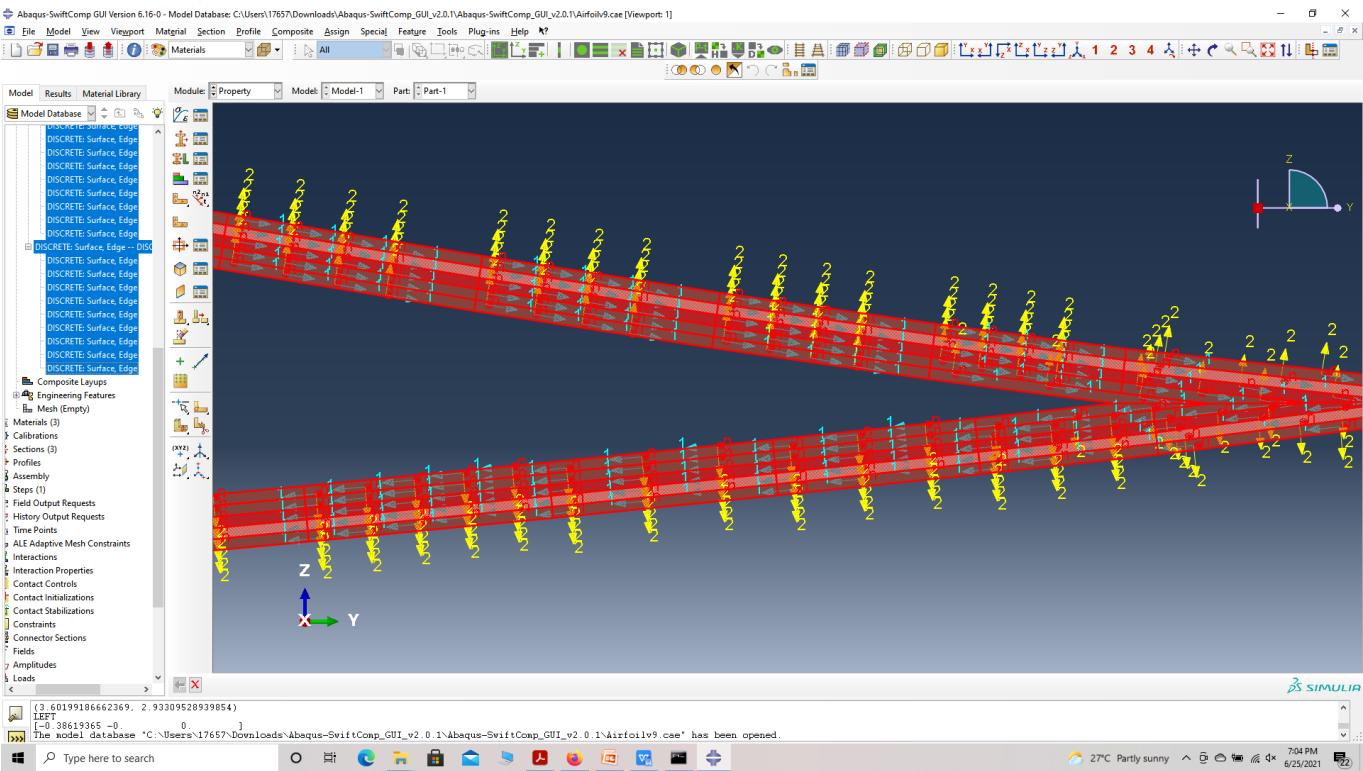 Abaqus-SwiftComp GUI Version 6.16-0 - Model Database: C:\Users\17657\Downloads\Abaqus-SwiftComp_GUI_v2.0.1\Abaqus-SwiftComp_GUI_v2.0.1\Airfoilv9.cae [Viewport: 1]
File Model Viewport View Material Section Profile Composite Assign Special Feature Tools Plug-ins Help
Materials All 1 2 3 4
Model Results Material Library Module: Property Model: Model-1 Part: Part-1
Model Database
DISCRETE: Surface, Edge
DISCRETE: Surface, Edge
DISCRETE: Surface, Edge
DISCRETE: Surface, Edge
DISCRETE: Surface, Edge
DISCRETE: Surface, Edge
DISCRETE: Surface, Edge
DISCRETE: Surface, Edge
DISCRETE: Surface, Edge
DISCRETE: Surface, Edge -- DISC
DISCRETE: Surface, Edge
DISCRETE: Surface, Edge
DISCRETE: Surface, Edge
DISCRETE: Surface, Edge
DISCRETE: Surface, Edge
DISCRETE: Surface, Edge
DISCRETE: Surface, Edge
DISCRETE: Surface, Edge
DISCRETE: Surface, Edge
Composite Layups
Engineering Features
Mesh (Empty)
Materials (3)
Calibrations
Sections (3)
Profiles
Assembly
Steps (1)
Field Output Requests
History Output Requests
Time Points
ALE Adaptive Mesh Constraints
Interactions
Interaction Properties
Contact Controls
Contact Initializations
Contact Stabilizations
Constraints
Connector Sections
Fields
Amplitudes
Loads
Z
Y
X
Z
X Y
SIMULIA
(3.60199186662369, 2.93309528939854)
LEFT
[-0.38619365 -0. 0. ]
The model database "C:\Users\17657\Downloads\Abaqus-SwiftComp_GUI_v2.0.1\Abaqus-SwiftComp_GUI_v2.0.1\Airfoilv9.cae" has been opened.
Type here to search
27°C Partly sunny
7:04 PM
6/25/2021
22